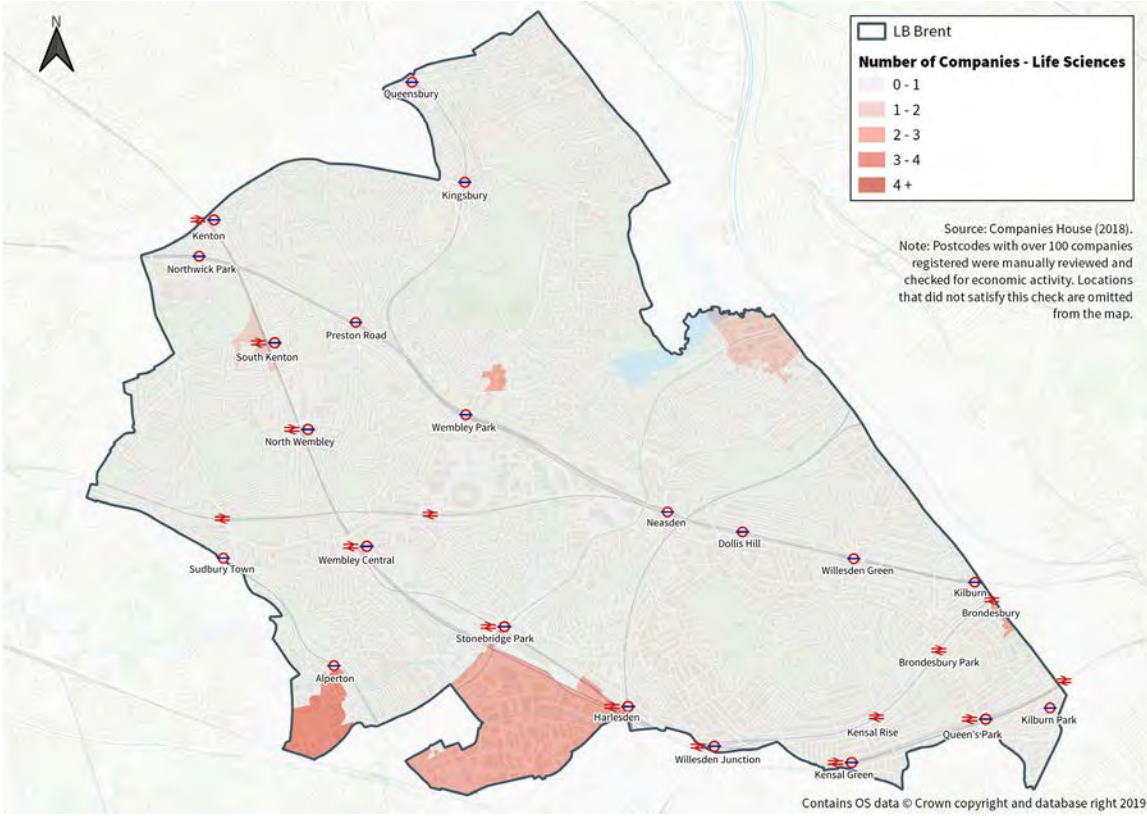 N
LB Brent
Number of Companies - Life Sciences
0 - 1
1 - 2
2 - 3
3 - 4
4 +
Source: Companies House (2018).
Note: Postcodes with over 100 companies
registered were manually reviewed and
checked for economic activity. Locations
that did not satisfy this check are omitted
from the map.
Queensbury
Kingsbury
Kenton
Northwick Park
Preston Road
South Kenton
Wembley Park
North Wembley
Neasden
Dollis Hill
Wembley Central
Sudbury Town
Willesden Green
Kilburn
Brondesbury
Stonebridge Park
Brondesbury Park
Alperton
Harlesden
Kilburn Park
Kensal Rise
Queen's Park
Willesden Junction
Kensal Green
Contains OS data © Crown copyright and database right 2019